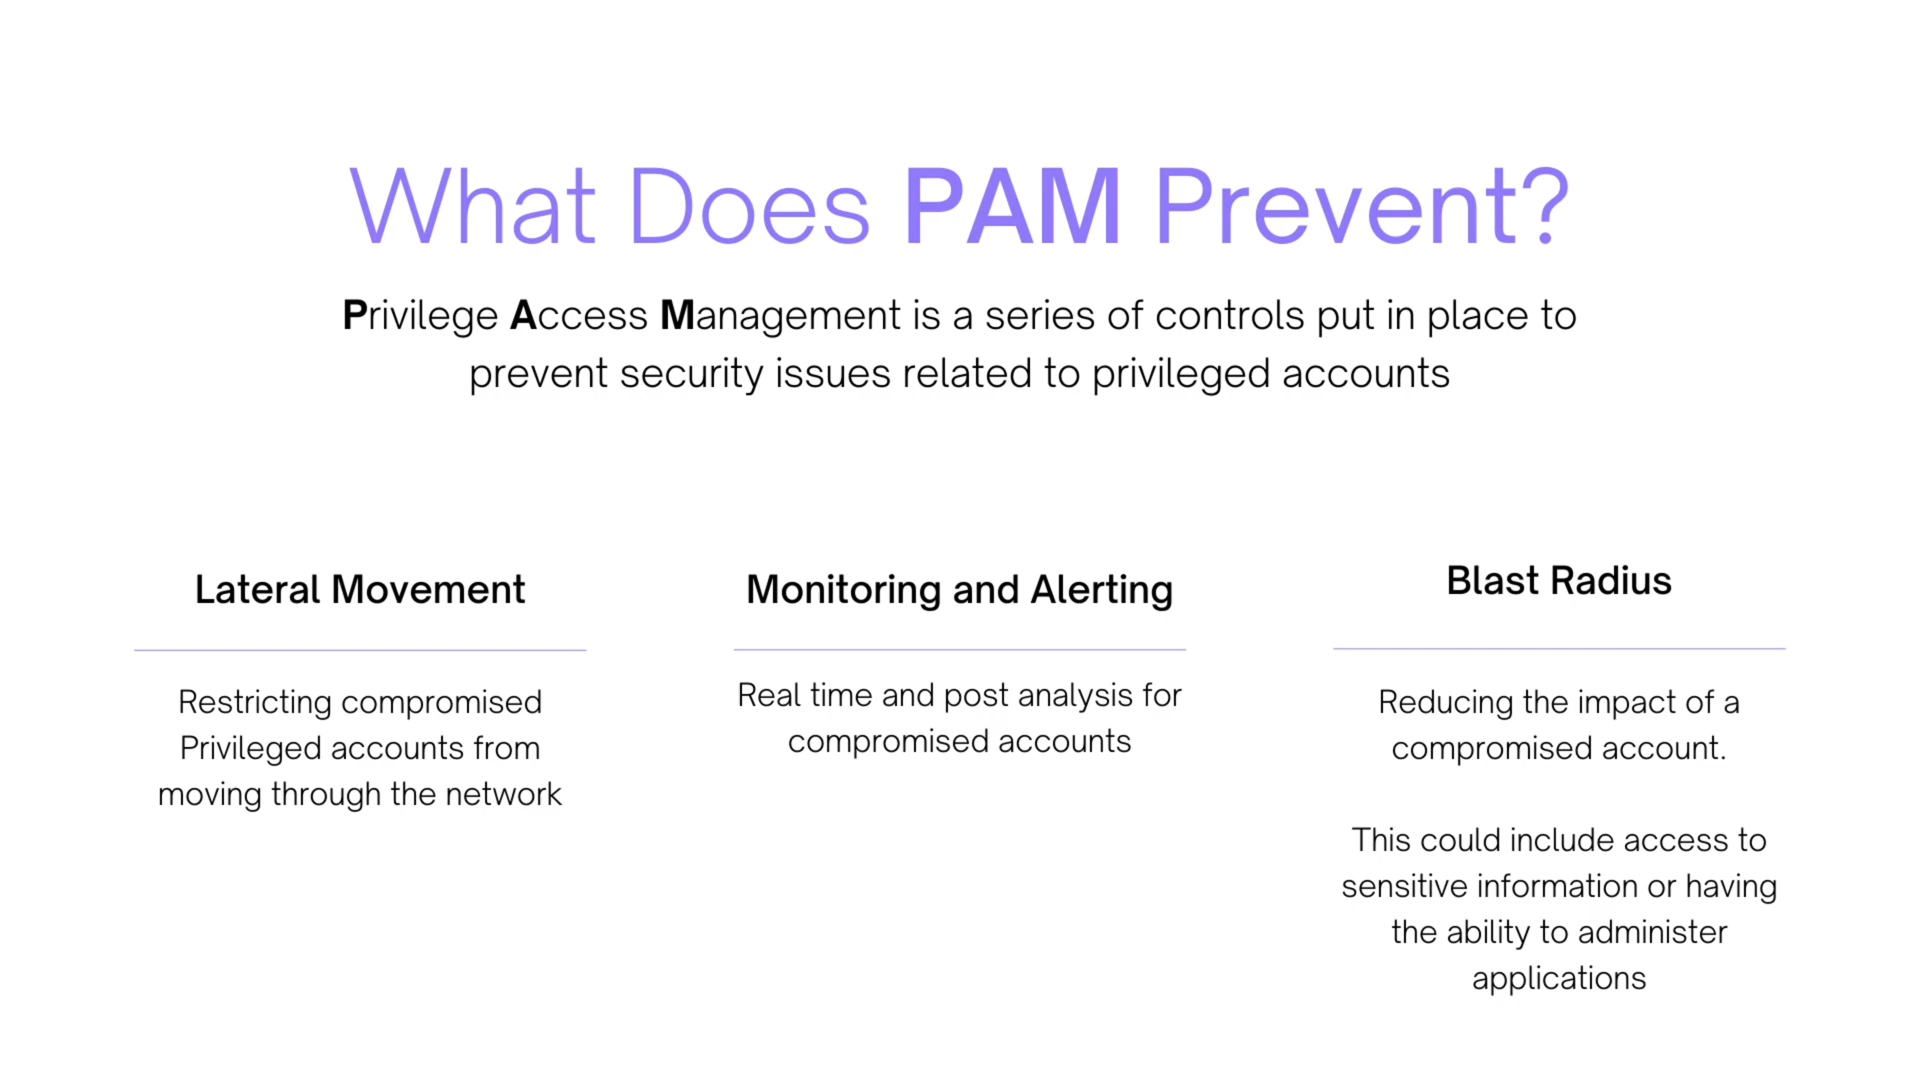 What Does PAM Prevent?
Privilege Access Management is a series of controls put in place to
prevent security issues related to privileged accounts
Lateral Movement
Restricting compromised
Privileged accounts from
moving through the network
Monitoring and Alerting
Real time and post analysis for
compromised accounts
Blast Radius
Reducing the impact of a
compromised account.
This could include access to
sensitive information or having
the ability to administer
applications